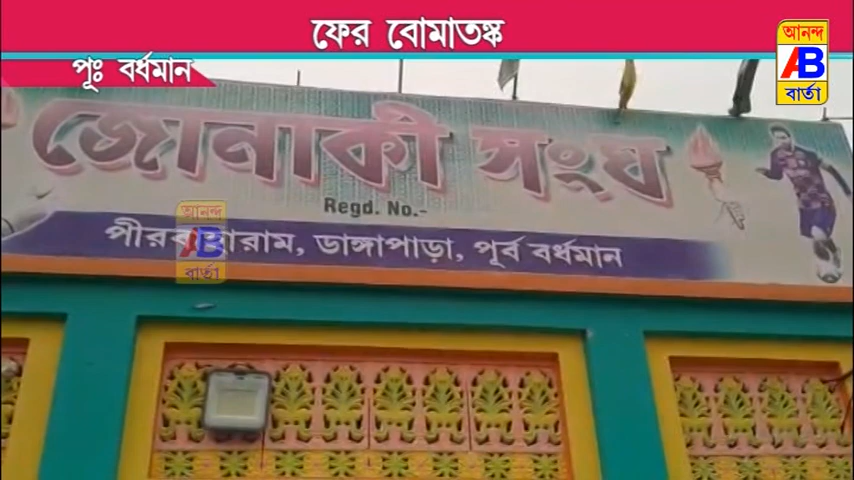 ফের বোমাতঙ্ক
পূঃ বর্ধমান
আনন্দ
AB
বার্তা
জোনাকী সংঘ
Regd. No.-
ডাঙ্গাপাড়া, পূর্ব বর্ধমান
আনন্দ
AB
বার্তা